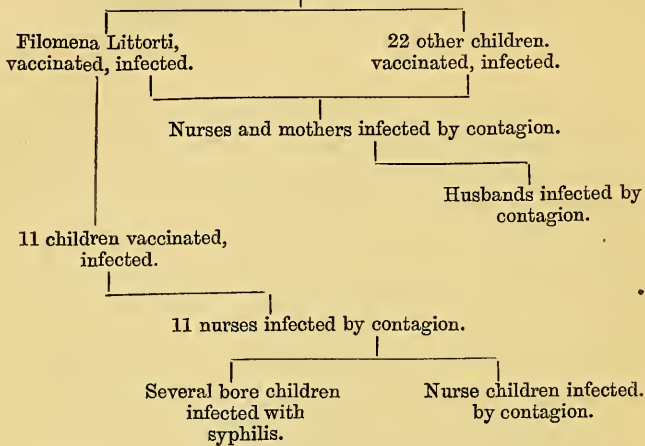 Filomena Littorti,
vaccinated, infected.
22 other children.
vaccinated, infected.
Nurses and mothers infected by contagion.
Husbands infected by
contagion.
11 children vaccinated,
infected.
11 nurses infected by contagion.
Several bore children
infected with
syphilis.
Nurse children infected.
by contagion.